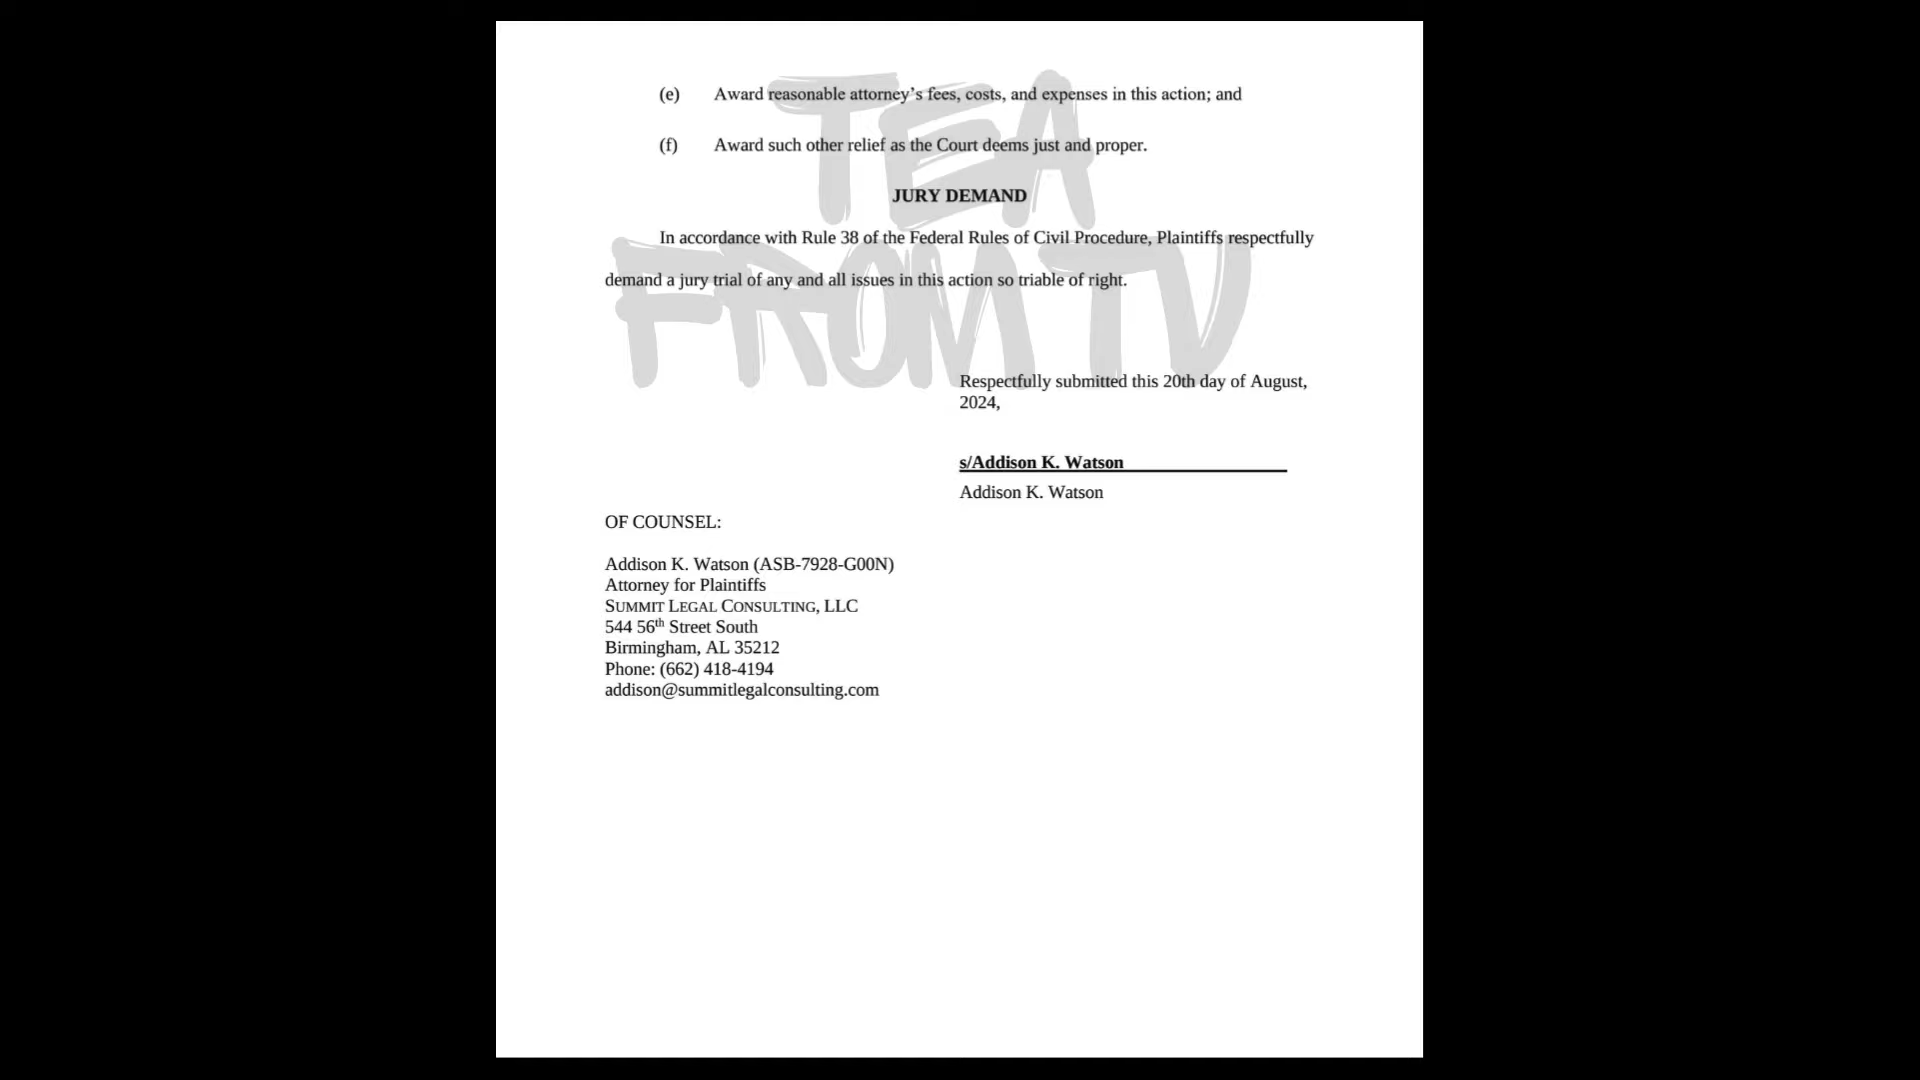 TEA
FROM TV
(e) Award reasonable attorney’s fees, costs, and expenses in this action; and
(f) Award such other relief as the Court deems just and proper.
JURY DEMAND
In accordance with Rule 38 of the Federal Rules of Civil Procedure, Plaintiffs respectfully
demand a jury trial of any and all issues in this action so triable of right.
Respectfully submitted this 20th day of August,
2024,
s/Addison K. Watson
Addison K. Watson
OF COUNSEL:
Addison K. Watson (ASB-7928-G00N)
Attorney for Plaintiffs
SUMMIT LEGAL CONSULTING, LLC
544 56th Street South
Birmingham, AL 35212
Phone: (662) 418-4194
addison@summitlegalconsulting.com